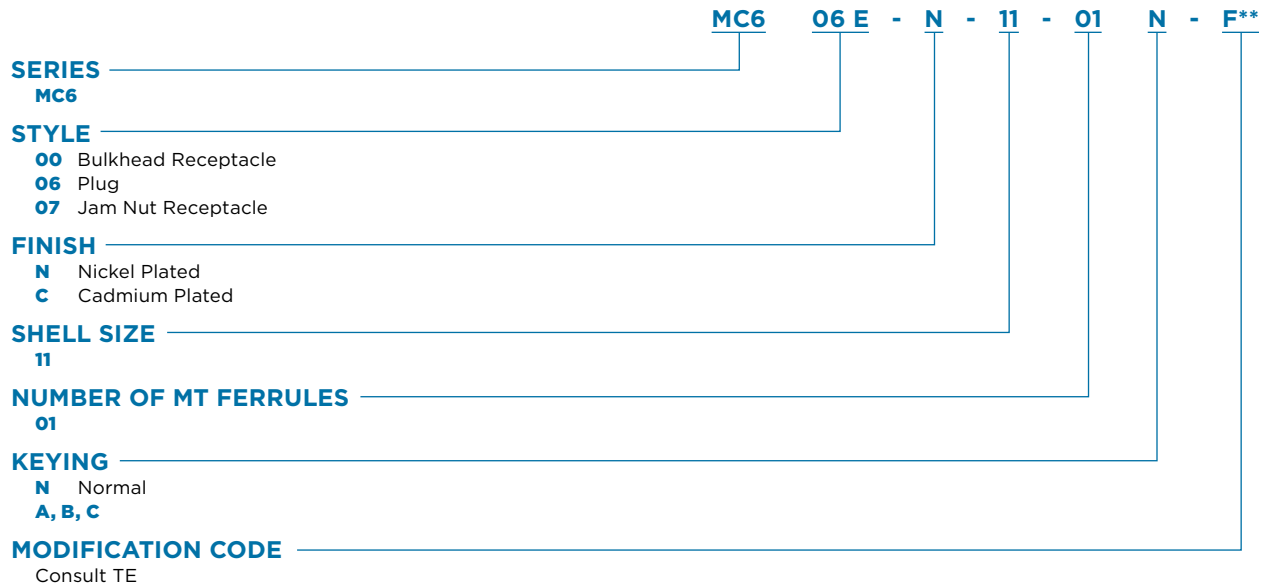 MC6 06 E - N - 11 - 01 N - F**
SERIES
MC6
STYLE
00 Bulkhead Receptacle
06 Plug
07 Jam Nut Receptacle
FINISH
N Nickel Plated
C Cadmium Plated
SHELL SIZE
11
NUMBER OF MT FERRULES
01
KEYING
N Normal
A, B, C
MODIFICATION CODE
Consult TE